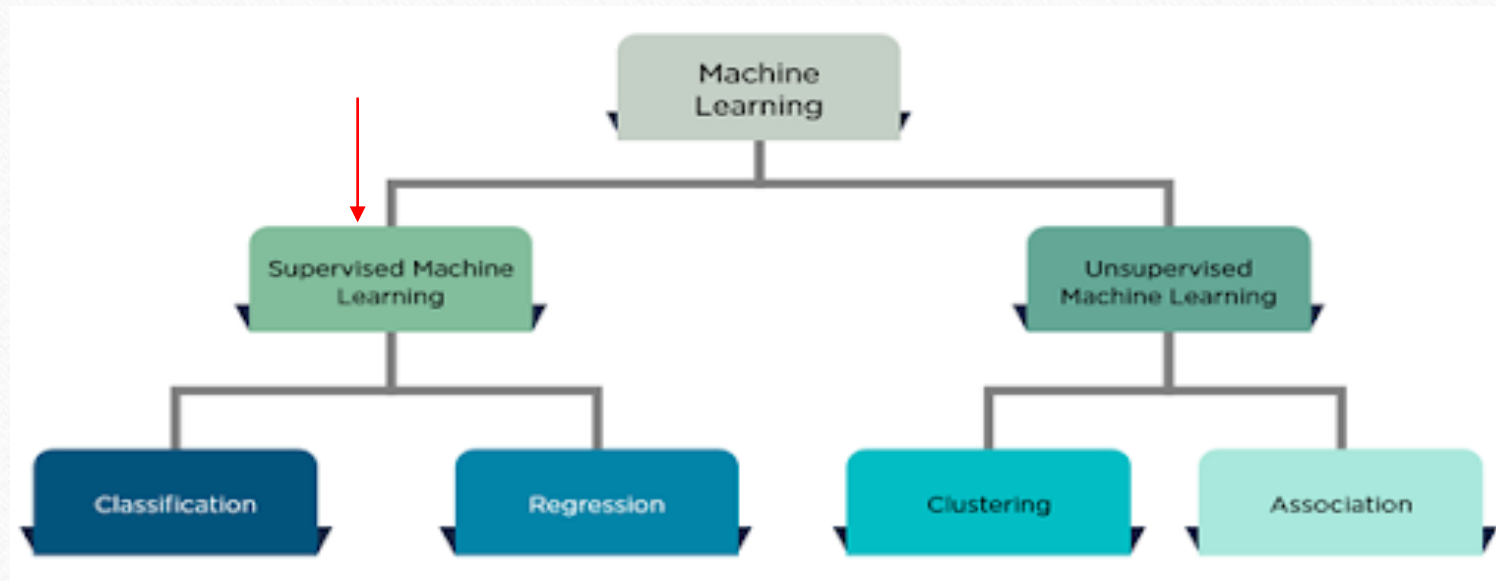 Machine
Learning
Supervised Machine
Learning
Unsupervised
Machine Learning
Classification
Regression
Clustering
Association